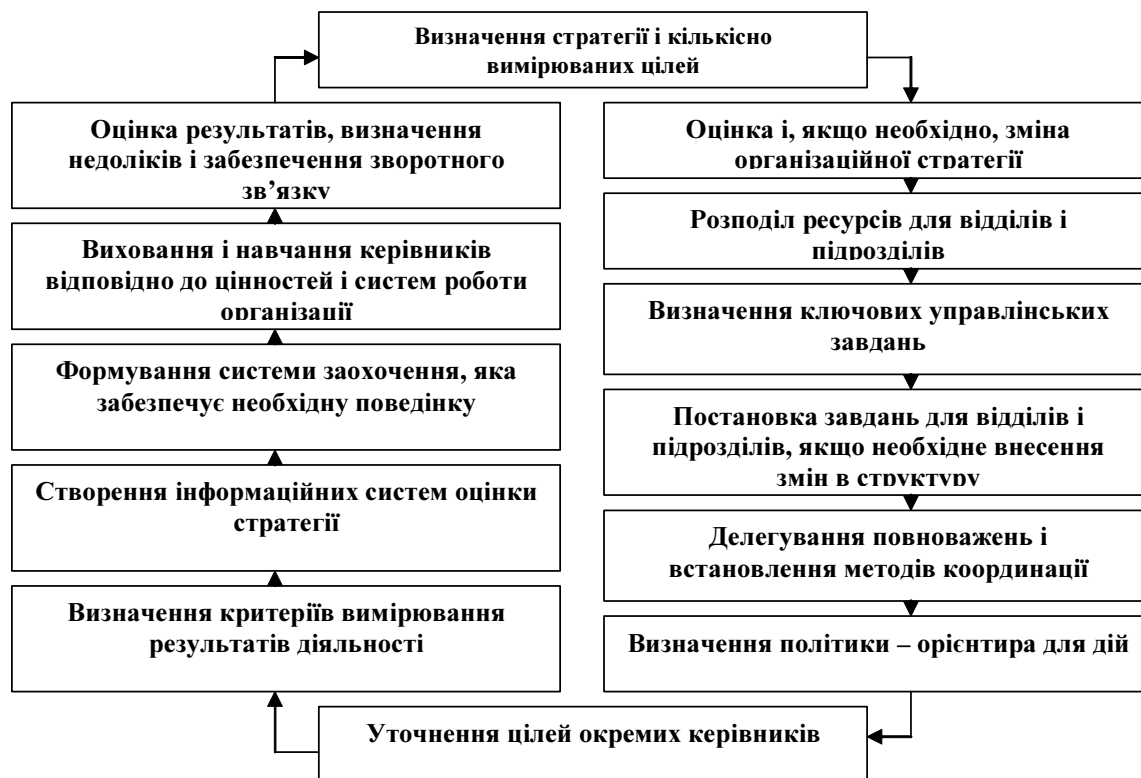 Визначення стратегії і кількісно
вимірюваних цілей
Оцінка і, якщо необхідно, зміна
організаційної стратегії
Розподіл ресурсів для відділів і
підрозділів
Визначення ключових управлінських
завдань
Постановка завдань для відділів і
підрозділів, якщо необхідне внесення
змін в структуру
Делегування повноважень і
встановлення методів координації
Визначення політики – орієнтира для дій
Уточнення цілей окремих керівників
Визначення критеріїв вимірювання
результатів діяльності
Створення інформаційних систем оцінки
стратегії
Формування системи заохочення, яка
забезпечує необхідну поведінку
Виховання і навчання керівників
відповідно до цінностей і систем роботи
організації
Оцінка результатів, визначення
недоліків і забезпечення зворотного
зв’язку